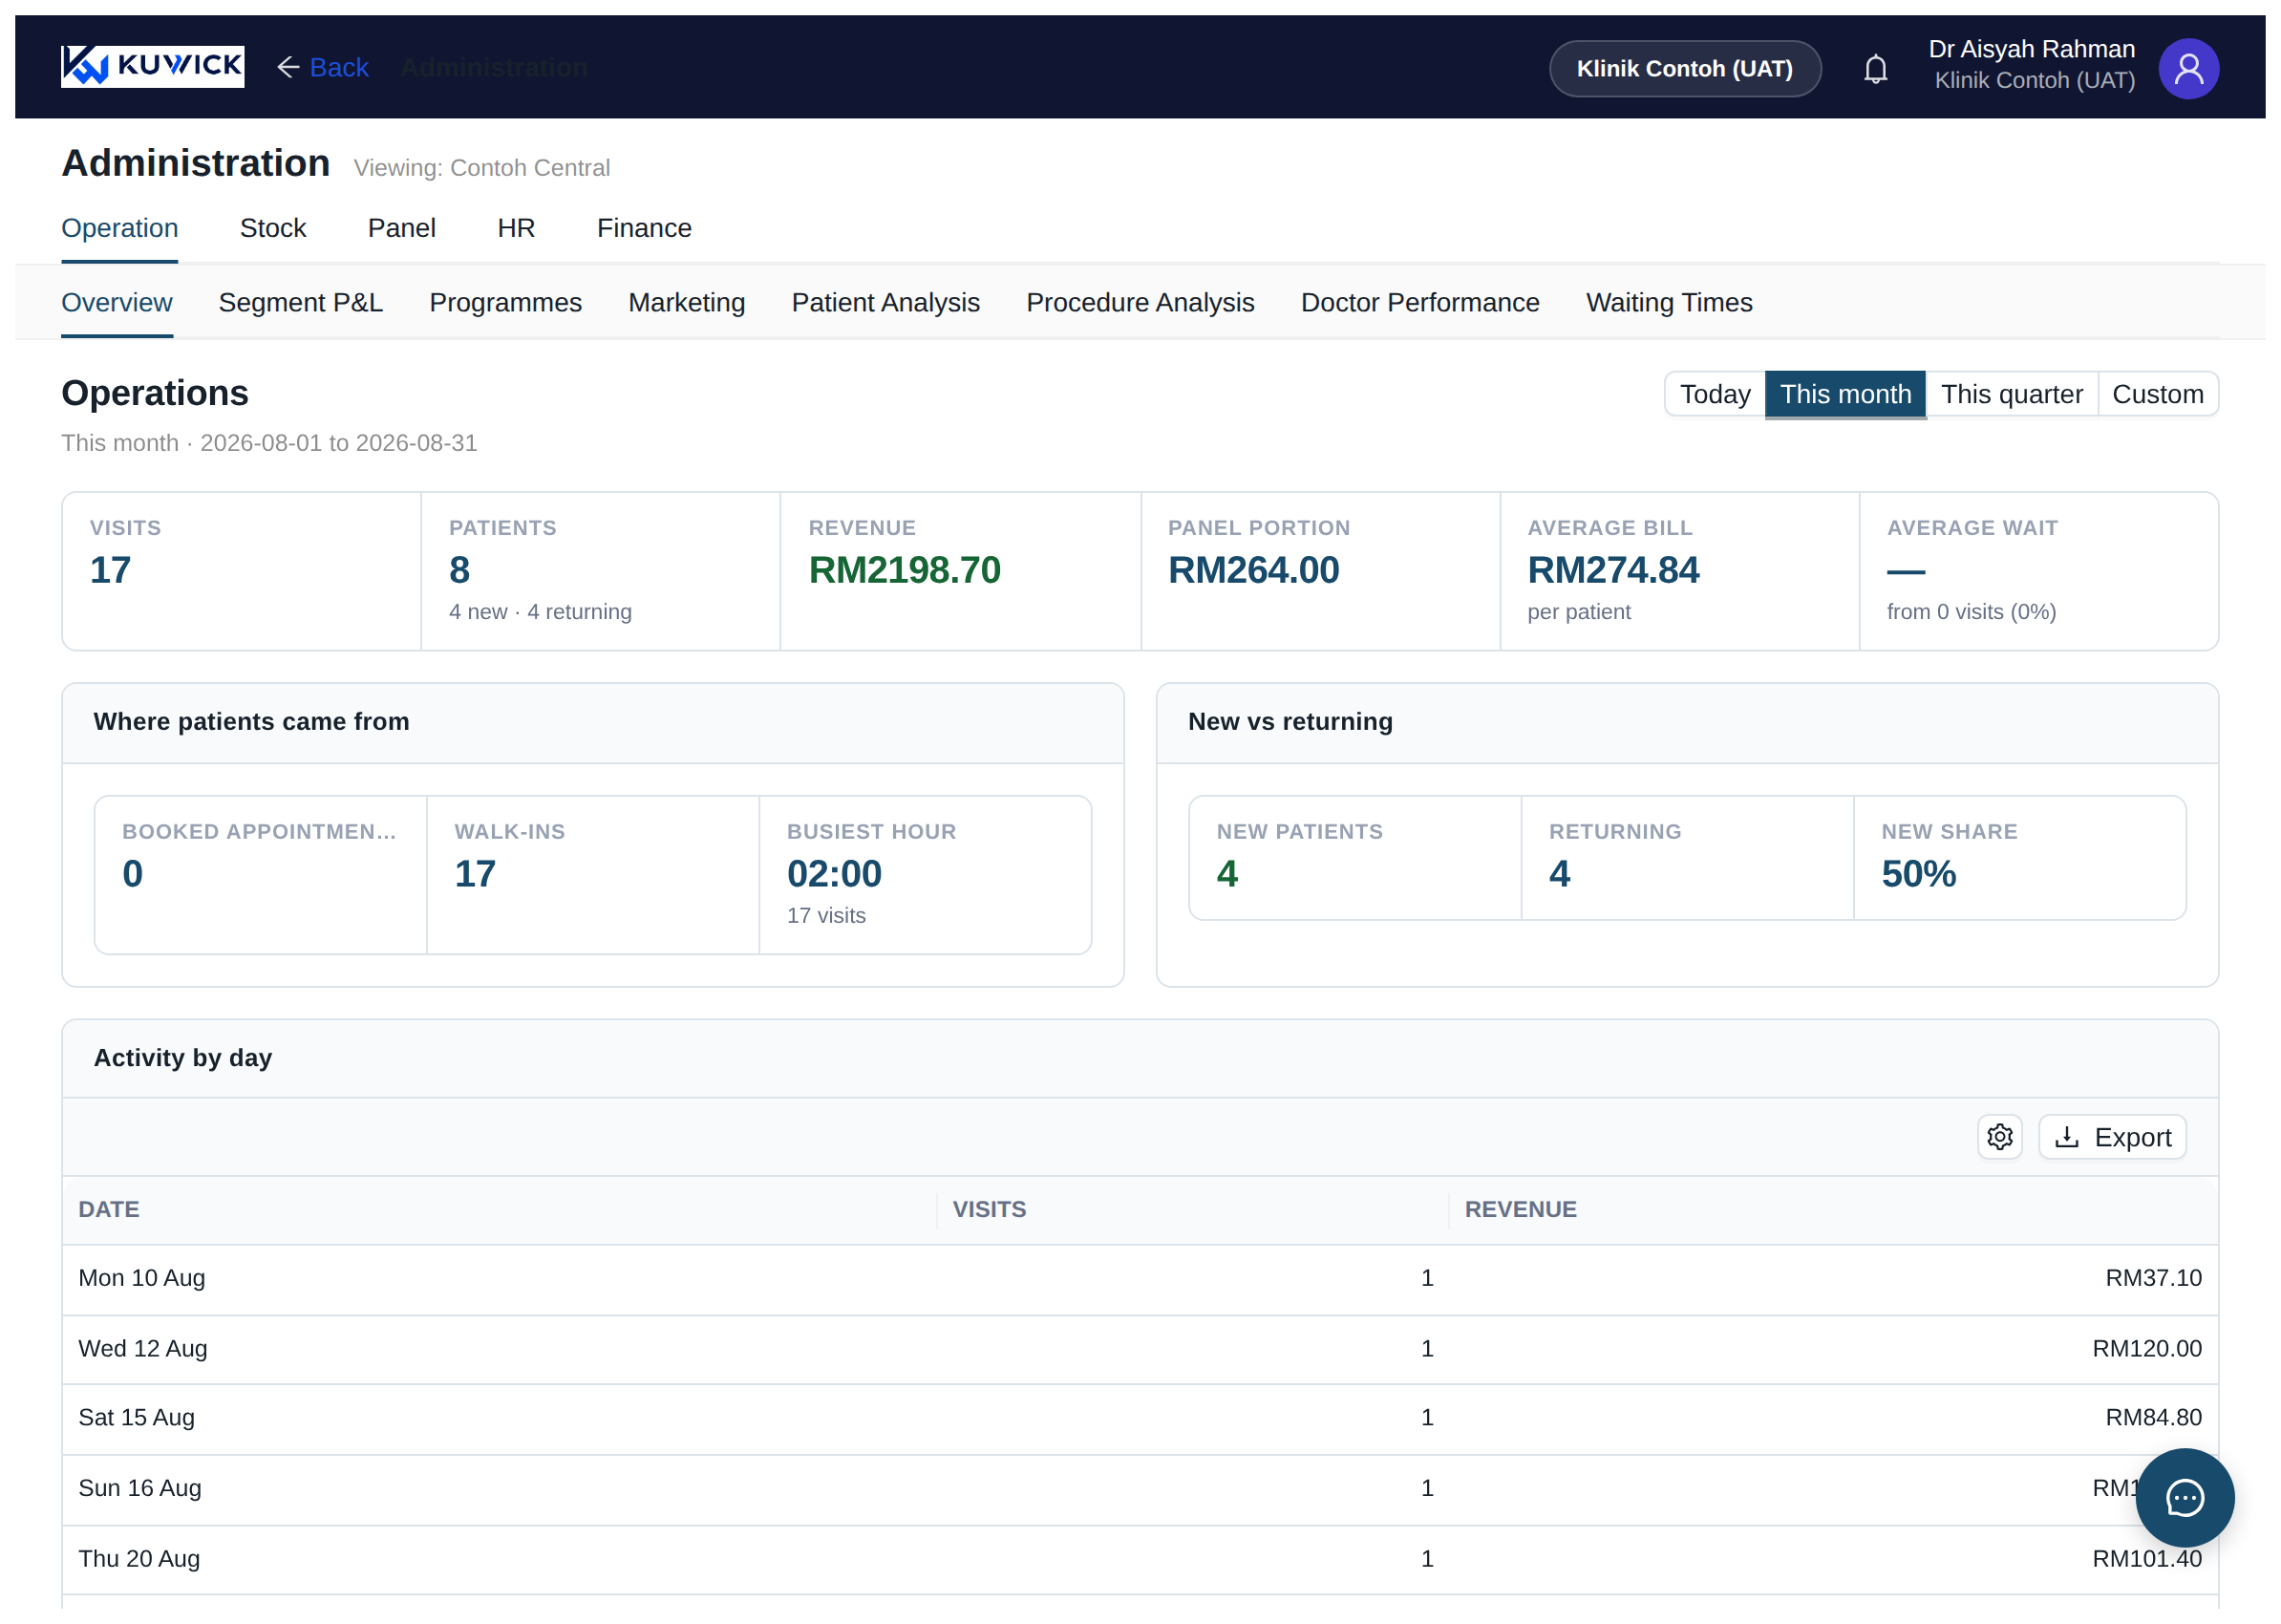 KUWICK
Back
Administration
Klinik Contoh (UAT)
Dr Aisyah Rahman
Klinik Contoh (UAT)
Administration Viewing: Contoh Central
Operation Stock Panel HR Finance
Overview Segment P&L Programmes Marketing Patient Analysis Procedure Analysis Doctor Performance Waiting Times
Operations
Today This month This quarter Custom
This month · 2026-08-01 to 2026-08-31
VISITS
17
PATIENTS
8
4 new · 4 returning
REVENUE
RM2198.70
PANEL PORTION
RM264.00
AVERAGE BILL
RM274.84
per patient
AVERAGE WAIT
—
from 0 visits (0%)
Where patients came from
BOOKED APPOINTMEN...
0
WALK-INS
17
BUSIEST HOUR
02:00
17 visits
New vs returning
NEW PATIENTS
4
RETURNING
4
NEW SHARE
50%
Activity by day
Export
DATE VISITS REVENUE
Mon 10 Aug 1 RM37.10
Wed 12 Aug 1 RM120.00
Sat 15 Aug 1 RM84.80
Sun 16 Aug 1
Thu 20 Aug 1 RM101.40